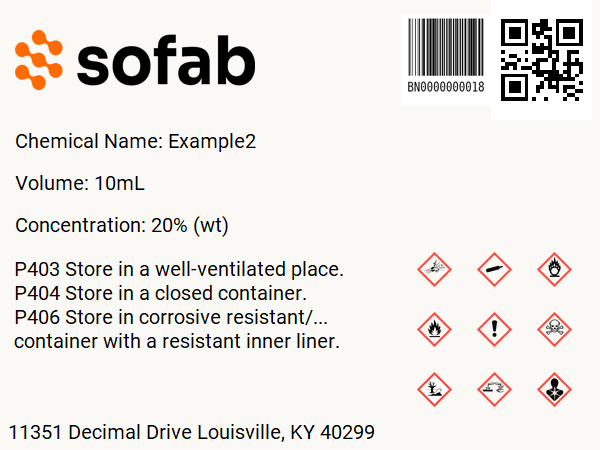 sofab
BN0000000018
Chemical Name: Example2
Volume: 10mL
Concentration: 20% (wt)
P403 Store in a well-ventilated place.
P404 Store in a closed container.
P406 Store in corrosive resistant/...
container with a resistant inner liner.
11351 Decimal Drive Louisville, KY 40299